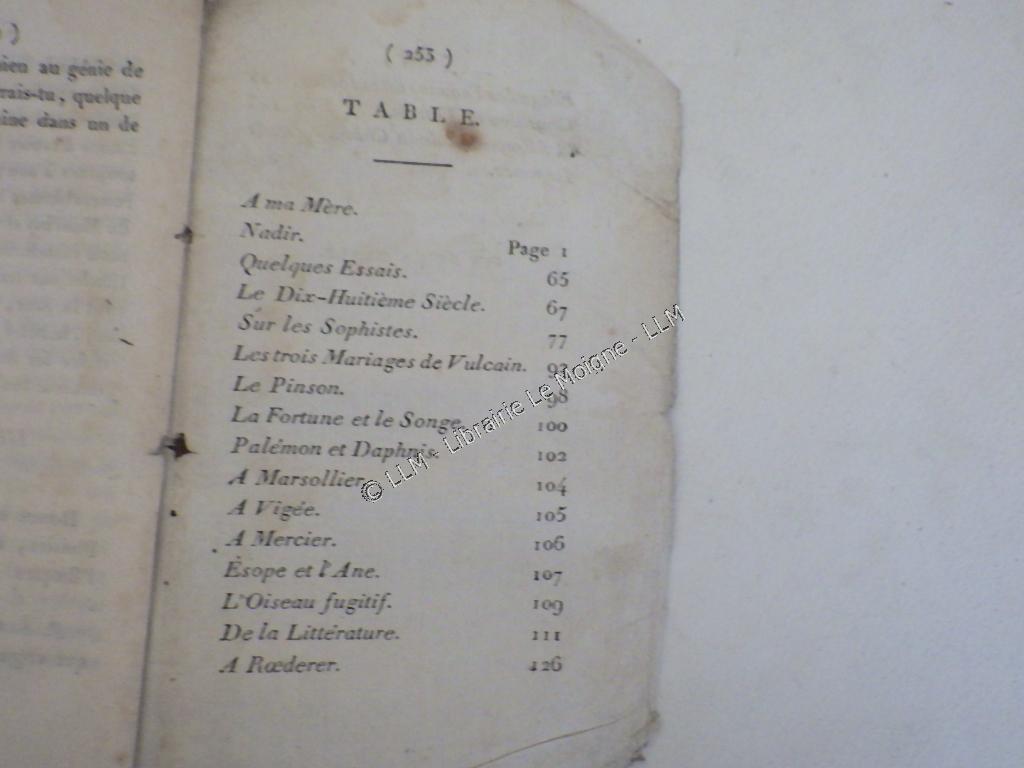 )
au génie de
rais-tu, quelque
dans un de
( 253 )
TABLE.
A ma Mère.
Nadir. Page 1
Quelques Essais. 65
Le Dix-Huitième Siècle. 67
Sur les Sophistes. 77
Les trois Mariages de Vulcain.
Le Pinson. 98
La Fortune et le Songe. 100
Palémon et Daphnis. 102
A Marsollier. 104
A Vigée. 105
A Mercier. 106
Ésope et l'Ane. 107
L'Oiseau fugitif. 109
De la Littérature. 111
A Rœderer. 126
© LLM - Librairie Le Moigne - LLM